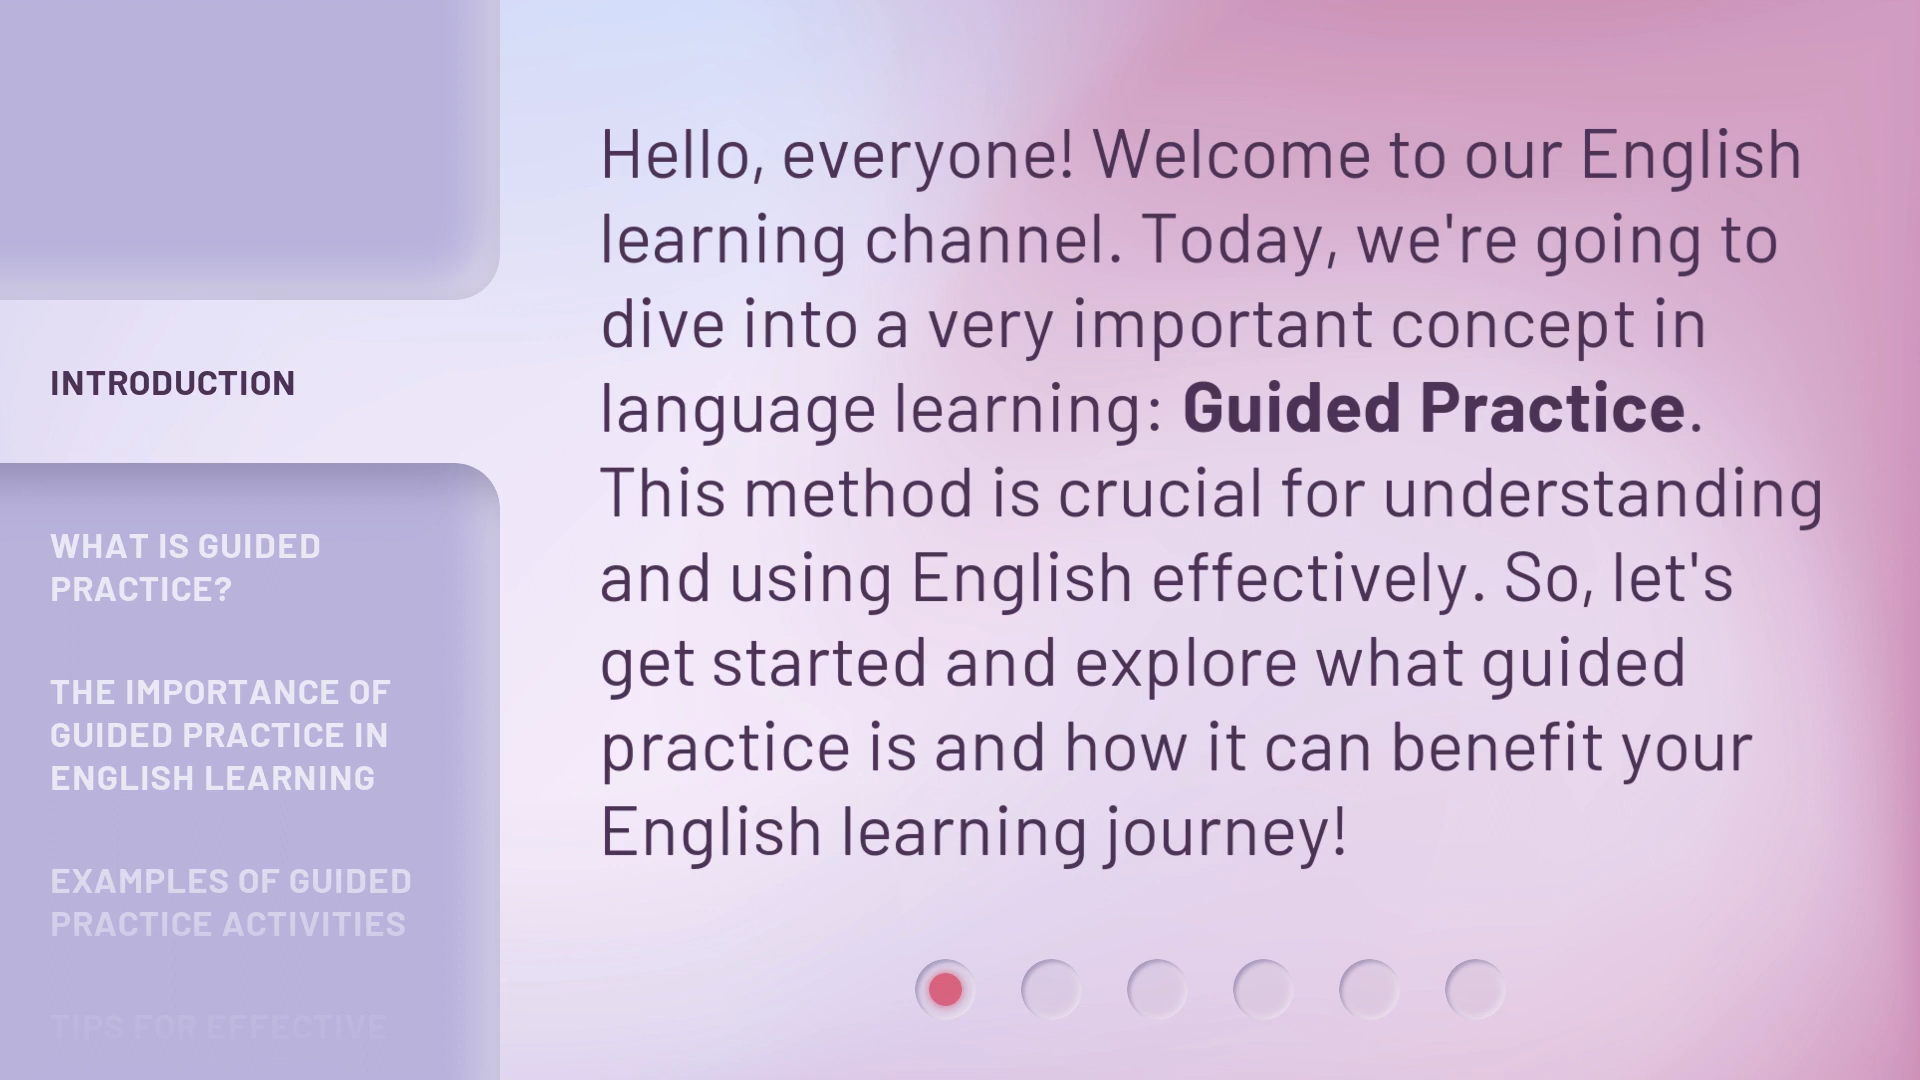 INTRODUCTION
WHAT IS GUIDED
PRACTICE?
THE IMPORTANCE OF
GUIDED PRACTICE IN
ENGLISH LEARNING
EXAMPLES OF GUIDED
PRACTICE ACTIVITIES
TIPS FOR EFFECTIVE
Hello, everyone! Welcome to our English
learning channel. Today, we're going to
dive into a very important concept in
language learning: Guided Practice.
This method is crucial for understanding
and using English effectively. So, let's
get started and explore what guided
practice is and how it can benefit your
English learning journey!